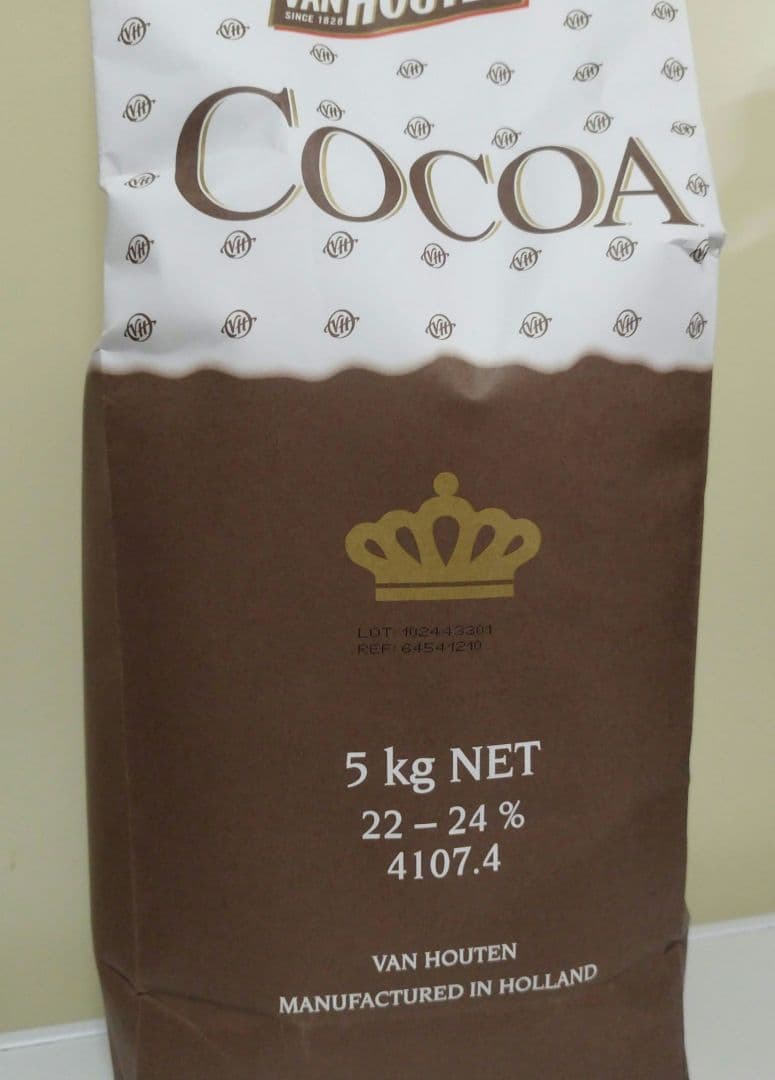 VAN HOUTEN
SINCE 1828
COCOA
LOT: 102443301
REF: 64541210
5 kg NET
22 – 24 %
4107.4
VAN HOUTEN
MANUFACTURED IN HOLLAND